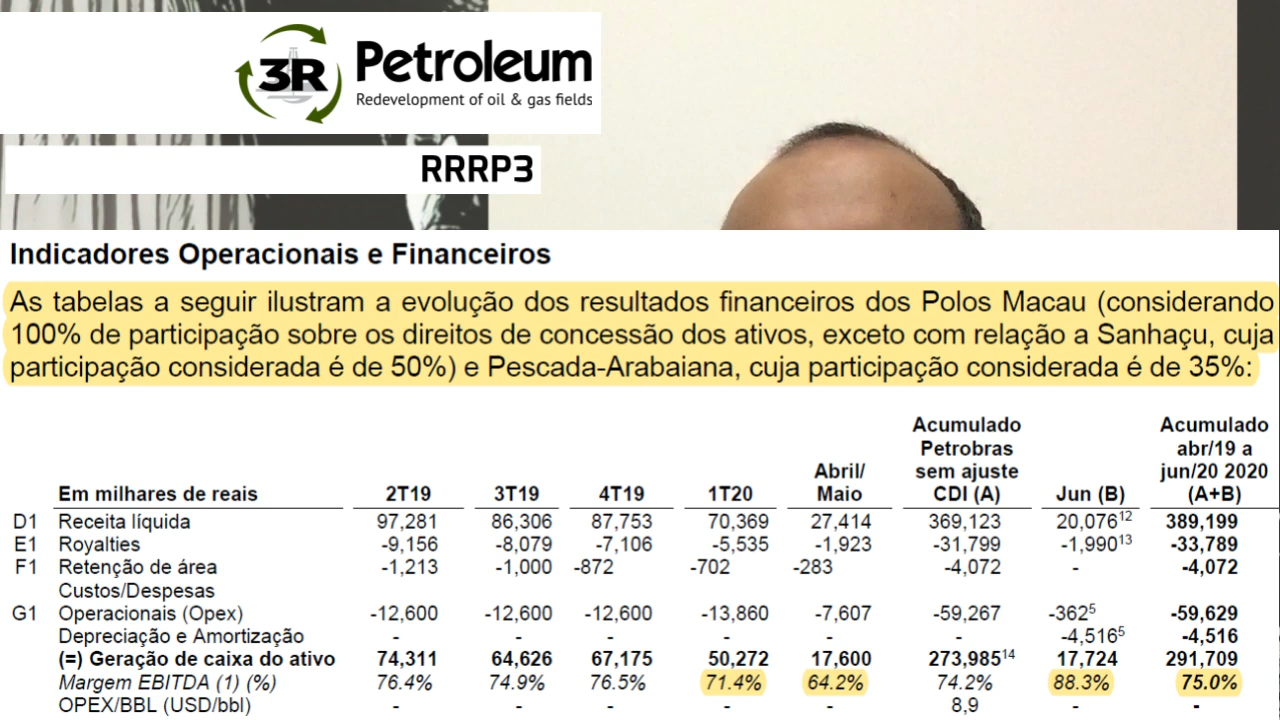 3R Petroleum
Redevelopment of oil & gas fields
RRRP3
Indicadores Operacionais e Financeiros
As tabelas a seguir ilustram a evolução dos resultados financeiros dos Polos Macau (considerando
100% de participação sobre os direitos de concessão dos ativos, exceto com relação a Sanhaçu, cuja
participação considerada é de 50%) e Pescada-Arabaiana, cuja participação considerada é de 35%:
Acumulado Acumulado
Petrobras abr/19 a
Abril/ sem ajuste jun/20 2020
Em milhares de reais 2T19 3T19 4T19 1T20 Maio CDI (A) Jun (B) (A+B)
D1 Receita líquida 97,281 86,306 87,753 70,369 27,414 369,123 20,076¹² 389,199
E1 Royalties -9,156 -8,079 -7,106 -5,535 -1,923 -31,799 -1,990¹³ -33,789
F1 Retenção de área -1,213 -1,000 -872 -702 -283 -4,072 - -4,072
Custos/Despesas
G1 Operacionais (Opex) -12,600 -12,600 -12,600 -13,860 -7,607 -59,267 -362⁵ -59,629
Depreciação e Amortização - - - - - - -4,516⁵ -4,516
(=) Geração de caixa do ativo 74,311 64,626 67,175 50,272 17,600 273,985¹⁴ 17,724 291,709
Margem EBITDA (1) (%) 76.4% 74.9% 76.5% 71.4% 64.2% 74.2% 88.3% 75.0%
OPEX/BBL (USD/bbl) - - - - - 8,9 - -